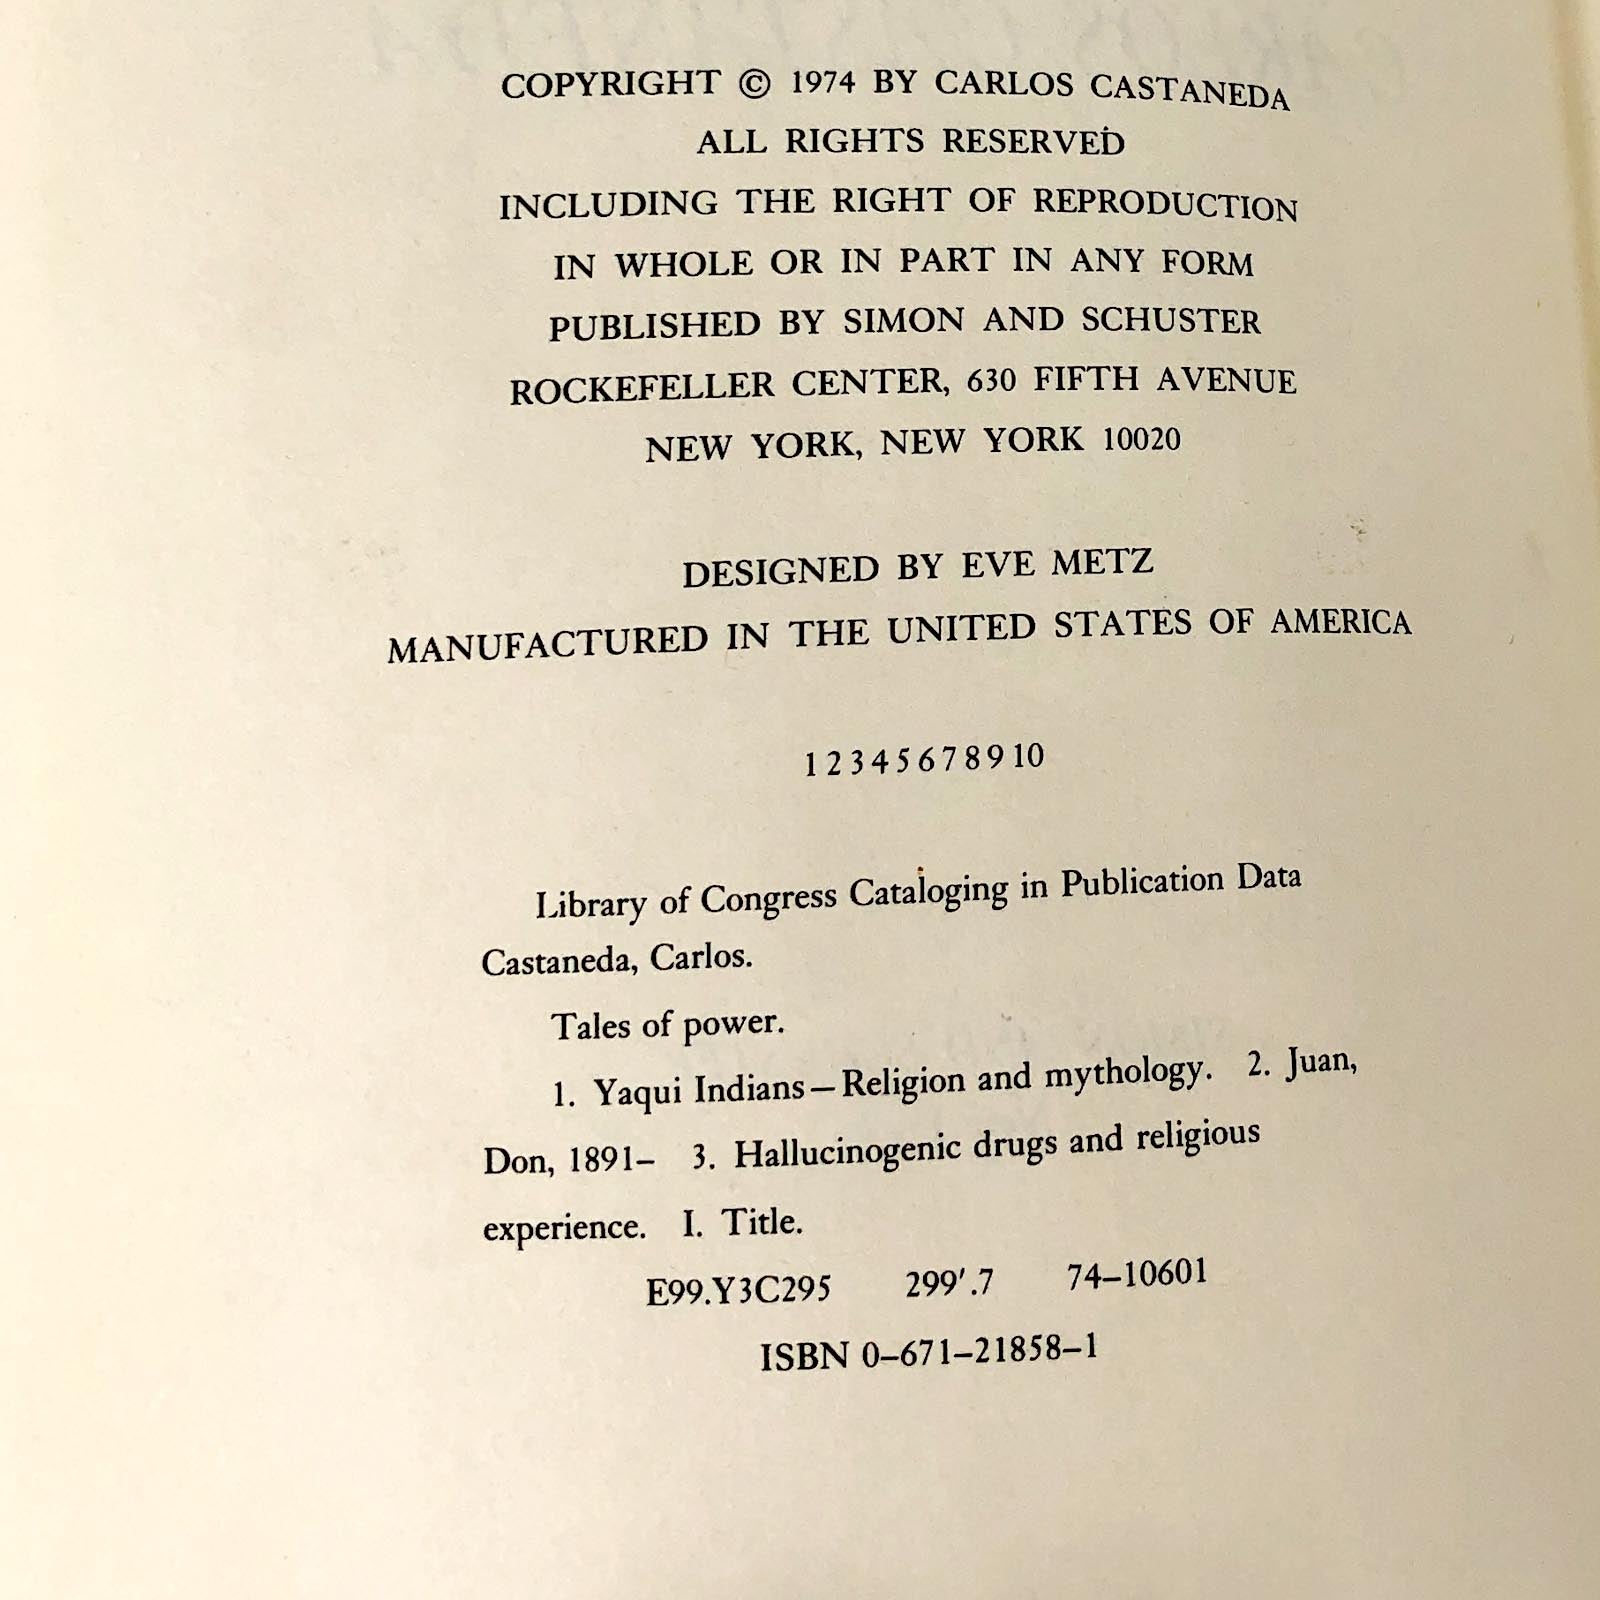 COPYRIGHT © 1974 BY CARLOS CASTANEDA
ALL RIGHTS RESERVED
INCLUDING THE RIGHT OF REPRODUCTION
IN WHOLE OR IN PART IN ANY FORM
PUBLISHED BY SIMON AND SCHUSTER
ROCKEFELLER CENTER, 630 FIFTH AVENUE
NEW YORK, NEW YORK 10020
DESIGNED BY EVE METZ
MANUFACTURED IN THE UNITED STATES OF AMERICA
1 2 3 4 5 6 7 8 9 10
Library of Congress Cataloging in Publication Data
Castaneda, Carlos.
Tales of power.
1. Yaqui Indians—Religion and mythology. 2. Juan,
Don, 1891– 3. Hallucinogenic drugs and religious
experience. I. Title.
E99.Y3C295 299'.7 74–10601
ISBN 0–671–21858–1